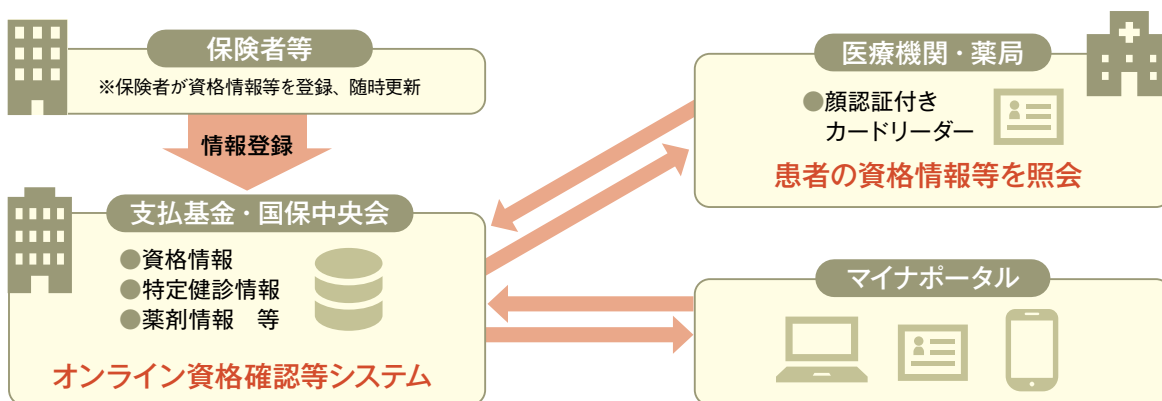 保険者等
※保険者が資格情報等を登録、随時更新
情報登録
支払基金・国保中央会
●資格情報
●特定健診情報
●薬剤情報　等
オンライン資格確認等システム
医療機関・薬局
●顔認証付き
カードリーダー
患者の資格情報等を照会
マイナポータル